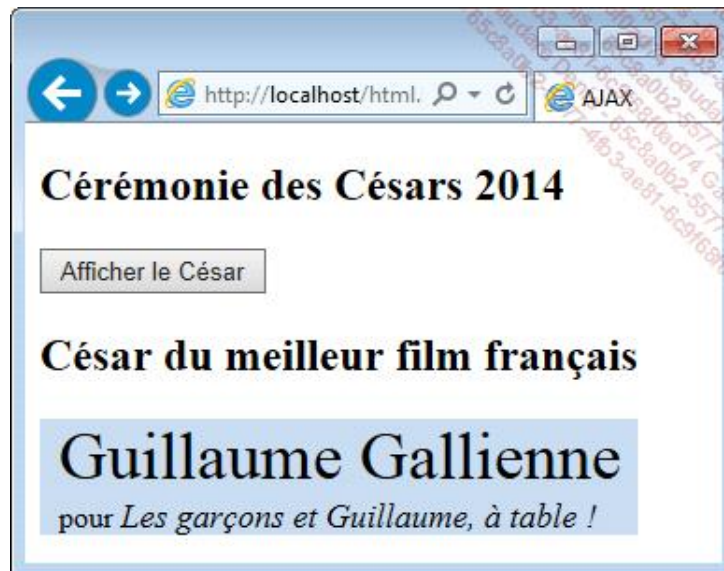 http://localhost/html.
AJAX
Cérémonie des Césars 2014
Afficher le César
César du meilleur film français
Guillaume Gallienne
pour Les garçons et Guillaume, à table !